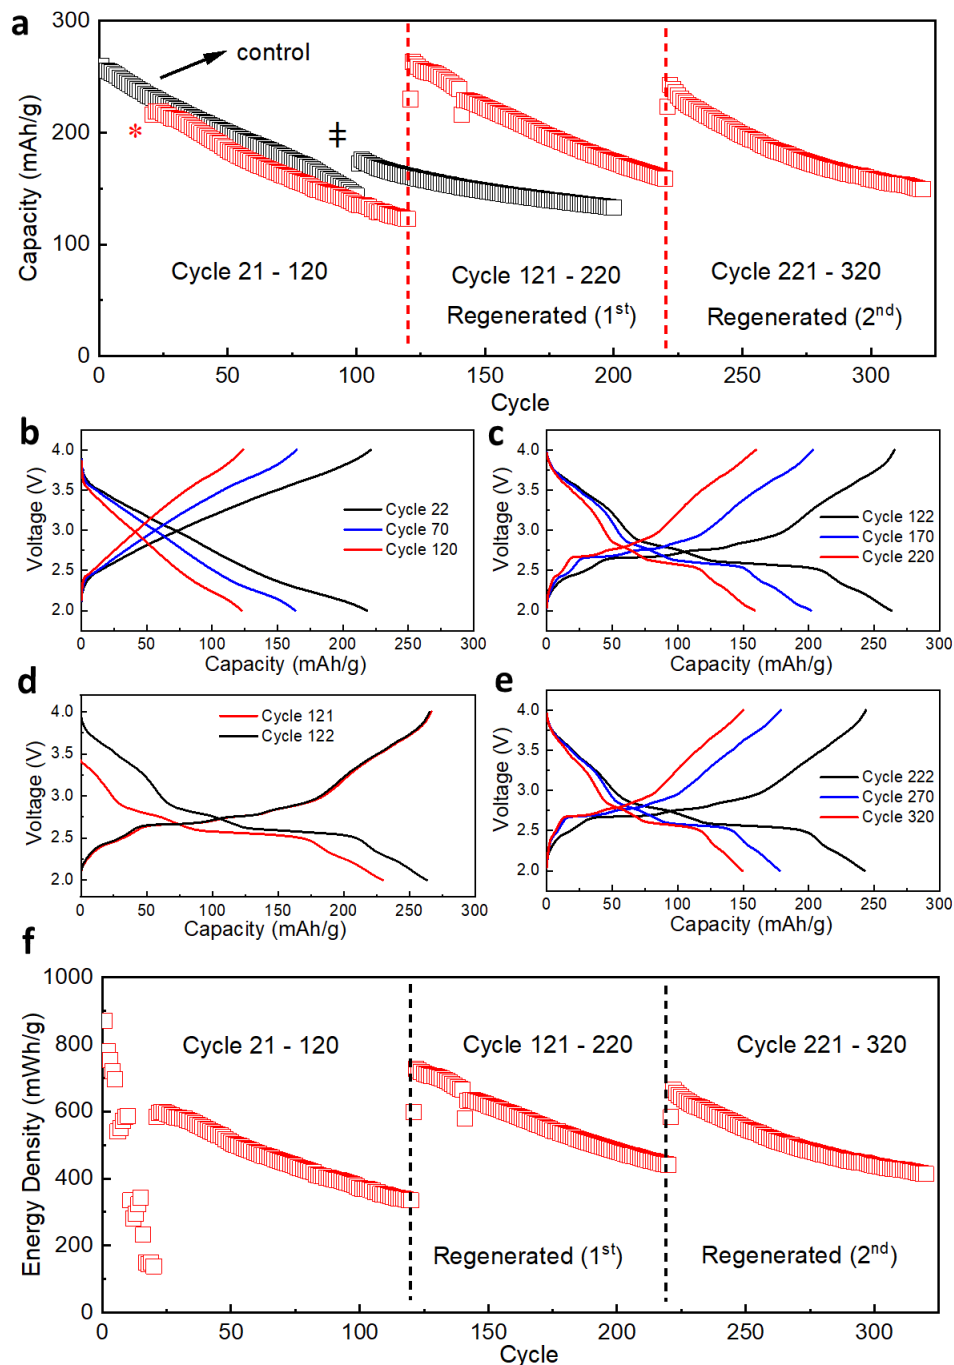 a
300
200
100
0
Capacity (mAh/g)
control
*
‡
Cycle 21 - 120
Cycle 121 - 220
Cycle 221 - 320
Regenerated (1st)
Regenerated (2nd)
0 50 100 150 200 250 300
Cycle
b
4.0
3.5
3.0
2.5
2.0
Voltage (V)
Cycle 22
Cycle 70
Cycle 120
0 50 100 150 200 250 300
Capacity (mAh/g)
c
4.0
3.5
3.0
2.5
2.0
Voltage (V)
Cycle 122
Cycle 170
Cycle 220
0 50 100 150 200 250 300
Capacity (mAh/g)
d
4.0
3.5
3.0
2.5
2.0
Voltage (V)
Cycle 121
Cycle 122
0 50 100 150 200 250 300
Capacity (mAh/g)
e
4.0
3.5
3.0
2.5
2.0
Voltage (V)
Cycle 222
Cycle 270
Cycle 320
0 50 100 150 200 250 300
Capacity (mAh/g)
f
1000
800
600
400
200
0
Energy Density (mWh/g)
Cycle 21 - 120
Cycle 121 - 220
Cycle 221 - 320
Regenerated (1st)
Regenerated (2nd)
0 50 100 150 200 250 300
Cycle